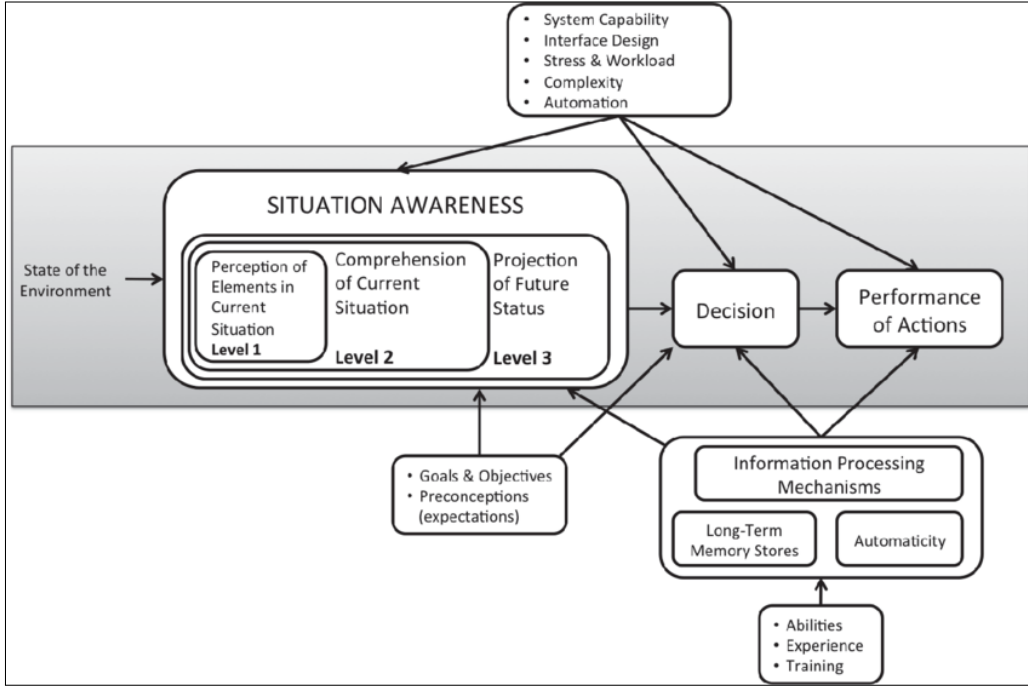 • System Capability
• Interface Design
• Stress & Workload
• Complexity
• Automation
SITUATION AWARENESS
State of the
Environment
Perception of
Elements in
Current
Situation
Level 1
Comprehension
of Current
Situation
Level 2
Projection
of Future
Status
Level 3
Decision
Performance
of Actions
• Goals & Objectives
• Preconceptions
(expectations)
Information Processing
Mechanisms
Long-Term
Memory Stores
Automaticity
• Abilities
• Experience
• Training